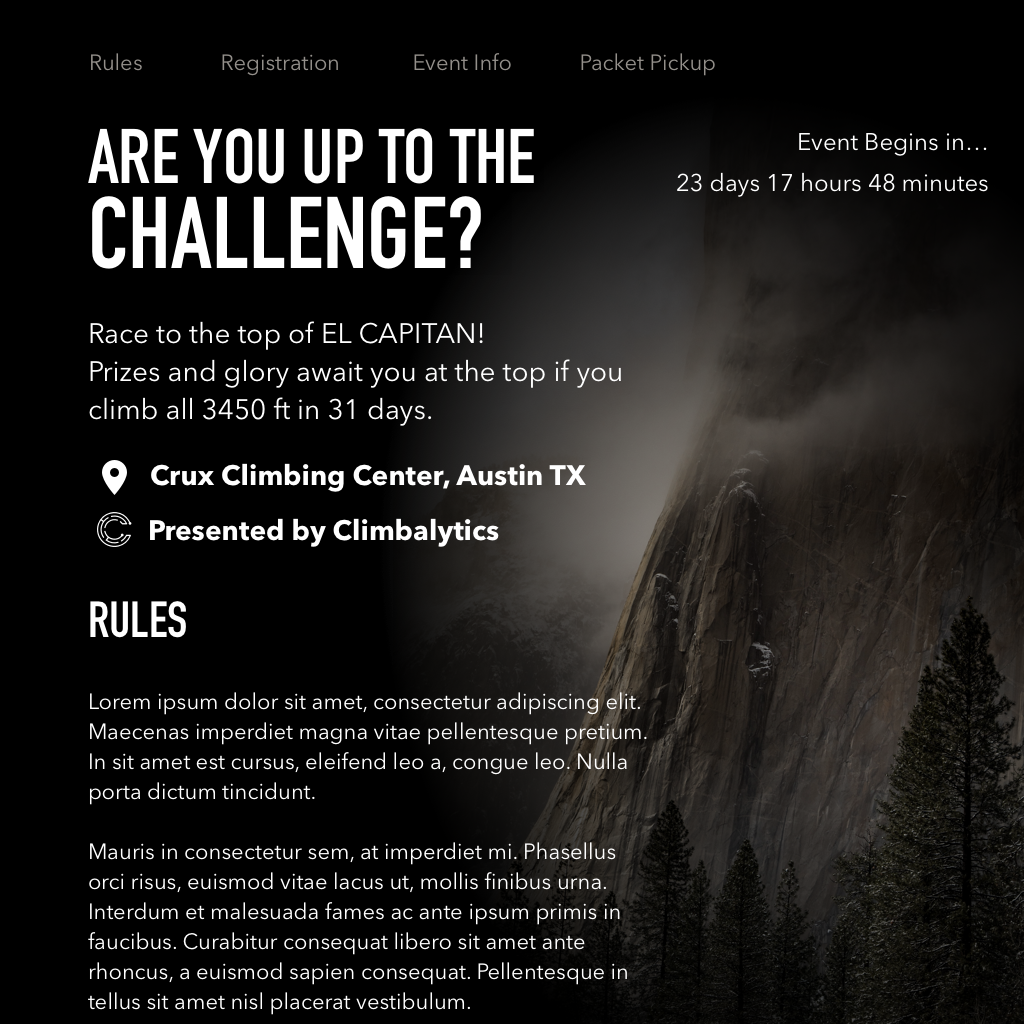 Rules Registration Event Info Packet Pickup
ARE YOU UP TO THE
CHALLENGE?
Event Begins in…
23 days 17 hours 48 minutes
Race to the top of EL CAPITAN!
Prizes and glory await you at the top if you
climb all 3450 ft in 31 days.
Crux Climbing Center, Austin TX
Presented by Climbalytics
RULES
Lorem ipsum dolor sit amet, consectetur adipiscing elit.
Maecenas imperdiet magna vitae pellentesque pretium.
In sit amet est cursus, eleifend leo a, congue leo. Nulla
porta dictum tincidunt.
Mauris in consectetur sem, at imperdiet mi. Phasellus
orci risus, euismod vitae lacus ut, mollis finibus urna.
Interdum et malesuada fames ac ante ipsum primis in
faucibus. Curabitur consequat libero sit amet ante
rhoncus, a euismod sapien consequat. Pellentesque in
tellus sit amet nisl placerat vestibulum.